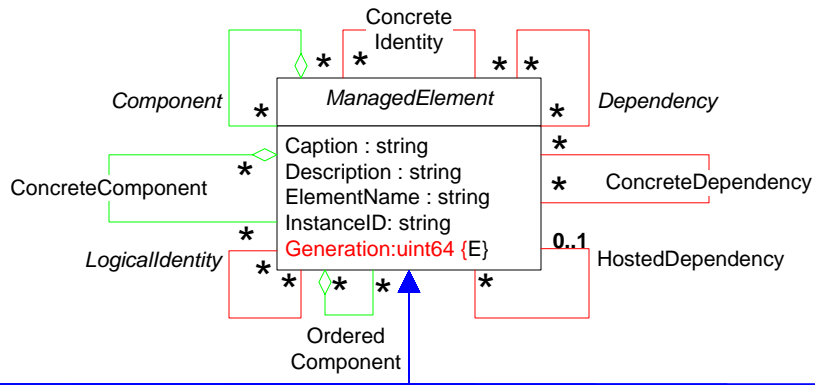 Concrete
Identity
* * * *
Component
ManagedElement
Dependency
* *
Caption : string
*
Description : string
*
ElementName : string
*
ConcreteComponent
ConcreteDependency
InstanceID: string
*
Generation:uint64 {E}
0..1
LogicalIdentity
HostedDependency
* * * * *
Ordered
Component